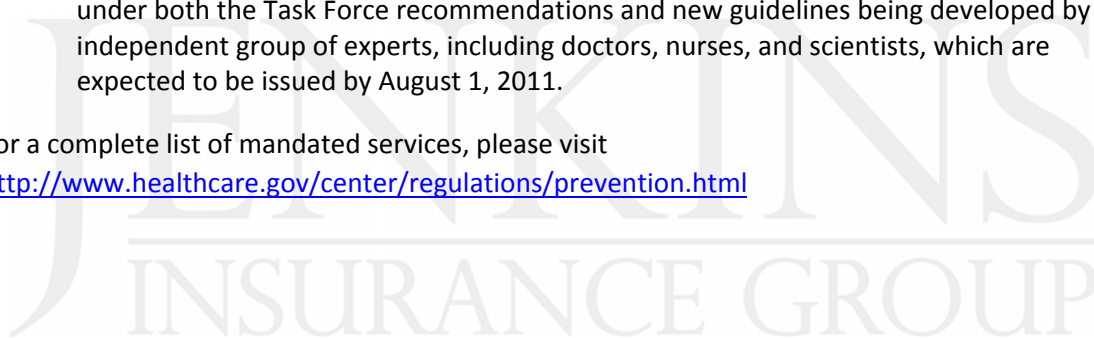 under both the Task Force recommendations and new guidelines being developed by
independent group of experts, including doctors, nurses, and scientists, which are
expected to be issued by August 1, 2011.
or a complete list of mandated services, please visit
ttp://www.healthcare.gov/center/regulations/prevention.html
JENKINS
INSURANCE GROUP